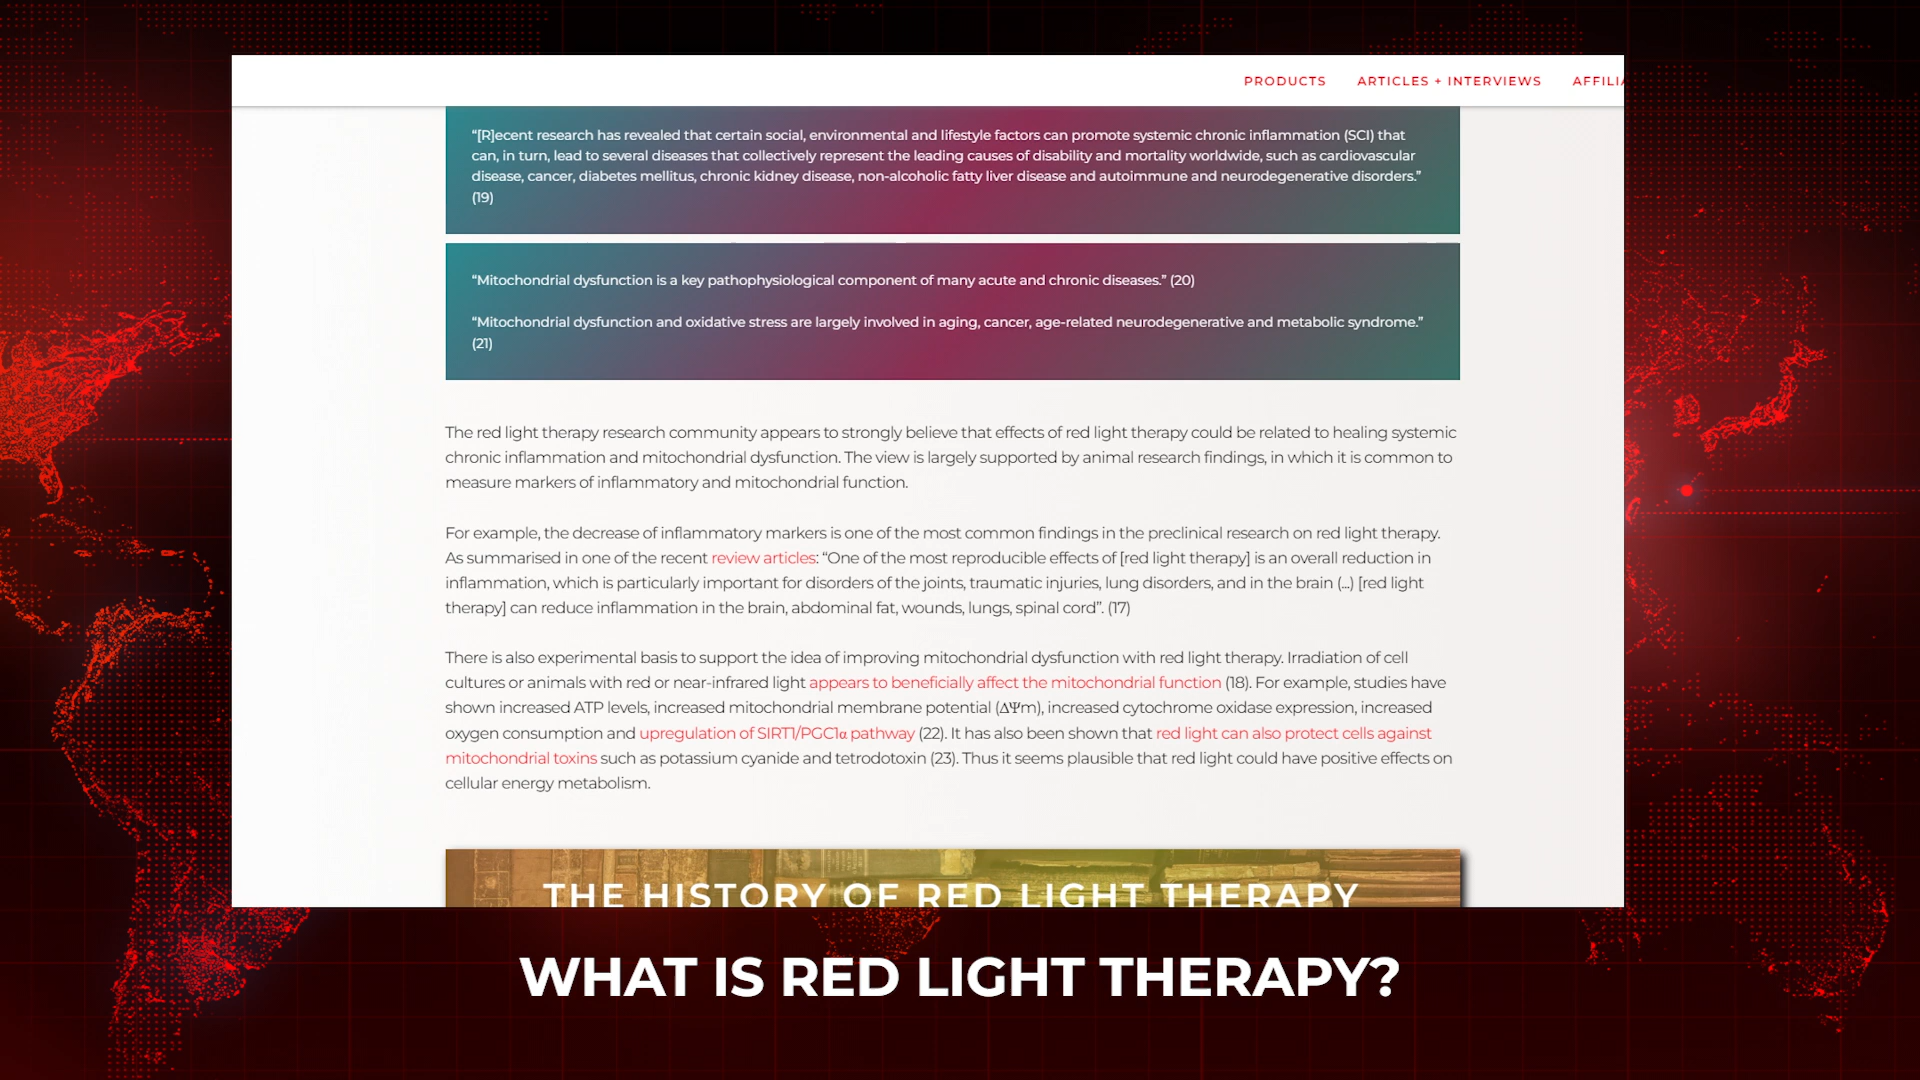 PRODUCTS ARTICLES + INTERVIEWS AFFILIA
“[R]ecent research has revealed that certain social, environmental and lifestyle factors can promote systemic chronic inflammation (SCI) that
can, in turn, lead to several diseases that collectively represent the leading causes of disability and mortality worldwide, such as cardiovascular
disease, cancer, diabetes mellitus, chronic kidney disease, non-alcoholic fatty liver disease and autoimmune and neurodegenerative disorders.”
(19)
“Mitochondrial dysfunction is a key pathophysiological component of many acute and chronic diseases.” (20)
“Mitochondrial dysfunction and oxidative stress are largely involved in aging, cancer, age-related neurodegenerative and metabolic syndrome.”
(21)
The red light therapy research community appears to strongly believe that effects of red light therapy could be related to healing systemic
chronic inflammation and mitochondrial dysfunction. The view is largely supported by animal research findings, in which it is common to
measure markers of inflammatory and mitochondrial function.
For example, the decrease of inflammatory markers is one of the most common findings in the preclinical research on red light therapy.
As summarised in one of the recent review articles: “One of the most reproducible effects of [red light therapy] is an overall reduction in
inflammation, which is particularly important for disorders of the joints, traumatic injuries, lung disorders, and in the brain (...) [red light
therapy] can reduce inflammation in the brain, abdominal fat, wounds, lungs, spinal cord”. (17)
There is also experimental basis to support the idea of improving mitochondrial dysfunction with red light therapy. Irradiation of cell
cultures or animals with red or near-infrared light appears to beneficially affect the mitochondrial function (18). For example, studies have
shown increased ATP levels, increased mitochondrial membrane potential (ΔΨm), increased cytochrome oxidase expression, increased
oxygen consumption and upregulation of SIRT1/PGC1α pathway (22). It has also been shown that red light can also protect cells against
mitochondrial toxins such as potassium cyanide and tetrodotoxin (23). Thus it seems plausible that red light could have positive effects on
cellular energy metabolism.
THE HISTORY OF RED LIGHT THERAPY
WHAT IS RED LIGHT THERAPY?